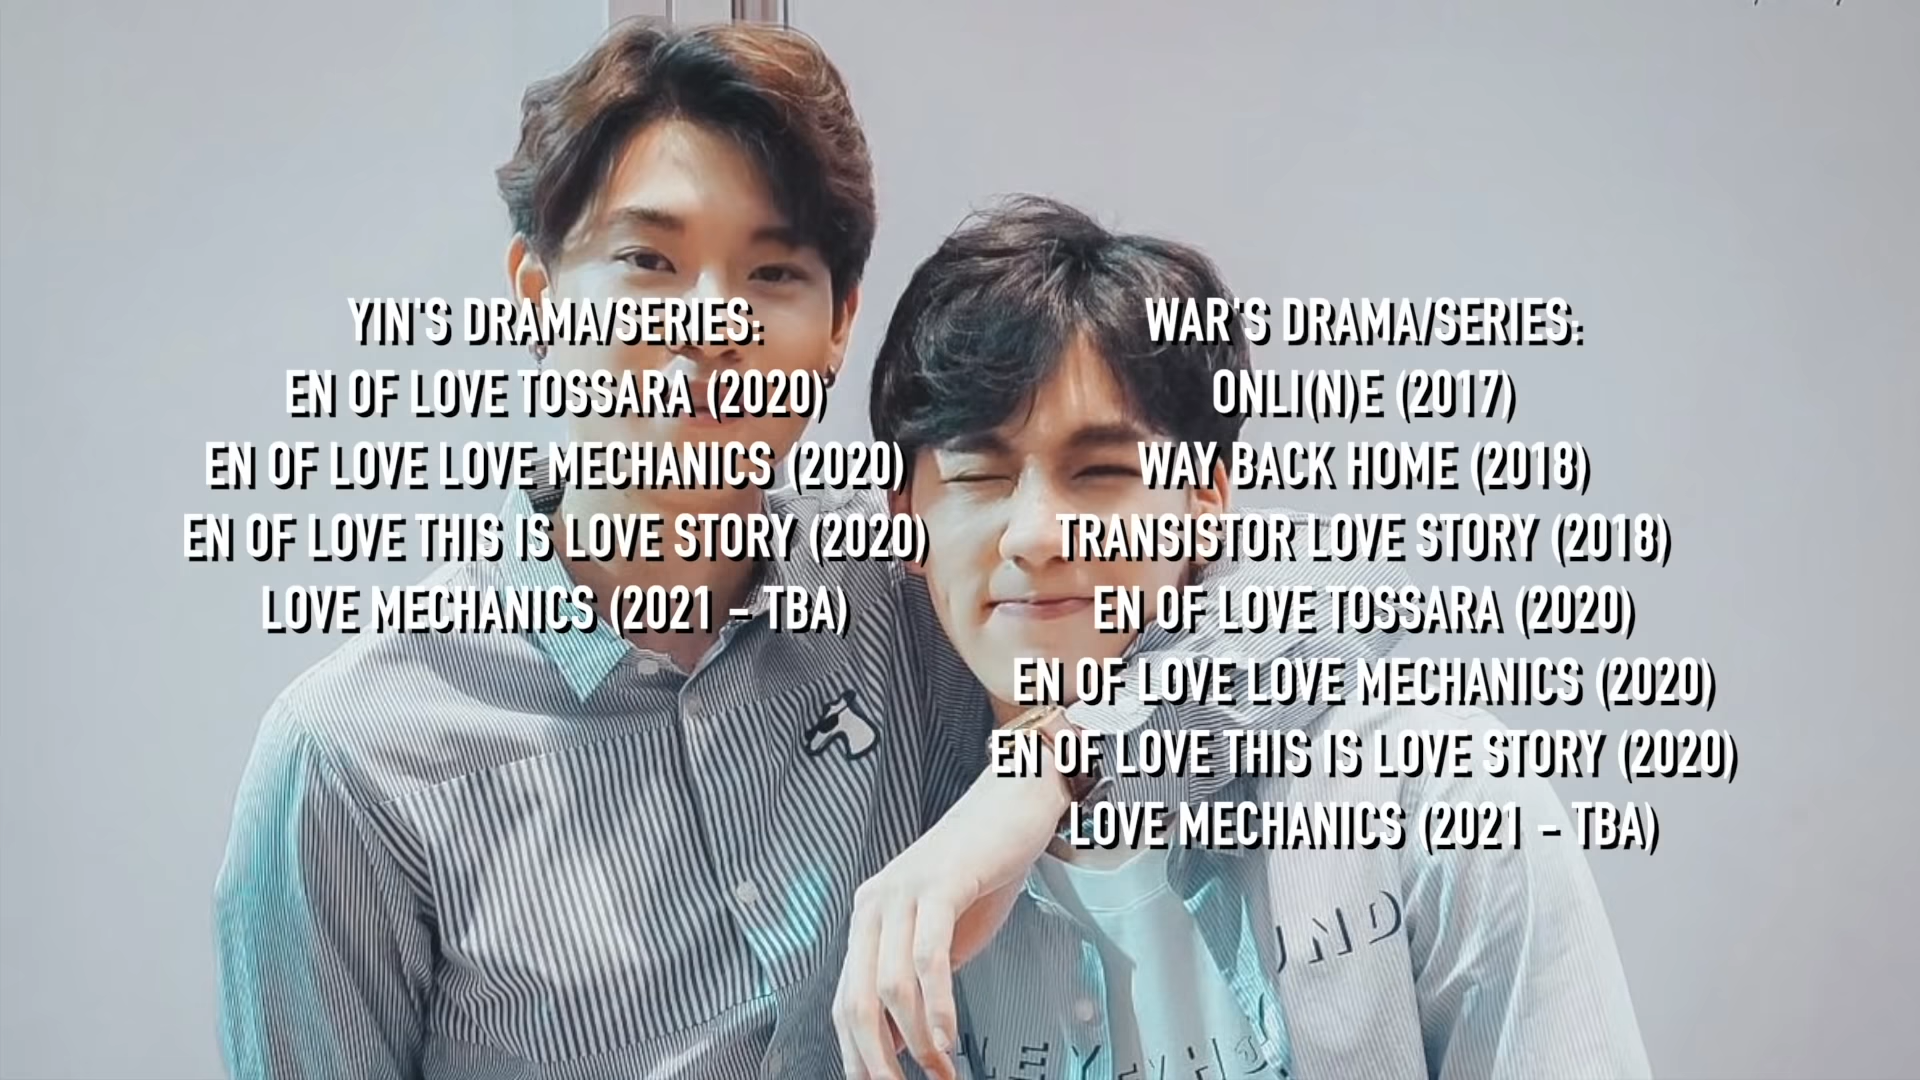 YIN'S DRAMA/SERIES:
EN OF LOVE TOSSARA (2020)
EN OF LOVE LOVE MECHANICS (2020)
EN OF LOVE THIS IS LOVE STORY (2020)
LOVE MECHANICS (2021 - TBA)
WAR'S DRAMA/SERIES:
ONLI(N)E (2017)
WAY BACK HOME (2018)
TRANSISTOR LOVE STORY (2018)
EN OF LOVE TOSSARA (2020)
EN OF LOVE LOVE MECHANICS (2020)
EN OF LOVE THIS IS LOVE STORY (2020)
LOVE MECHANICS (2021 - TBA)